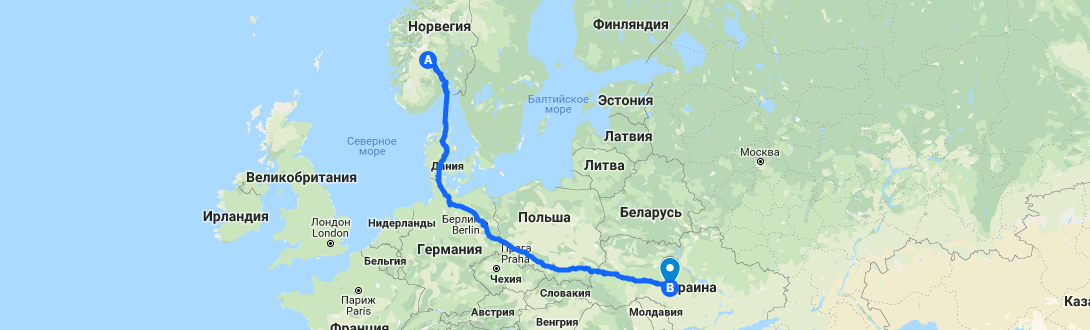 Норвегия
Финляндия
A
Балтийское
море
Эстония
Северное
море
Латвия
Москва
Дания
Литва
Великобритания
Ирландия
Лондон
London
Нидерланды
Берлин
Berlin
Польша
Беларусь
Германия
Прага
Praha
Бельгия
Чехия
B
Украина
Словакия
Париж
Paris
Австрия
Молдавия
Венгрия
Франция
Каза